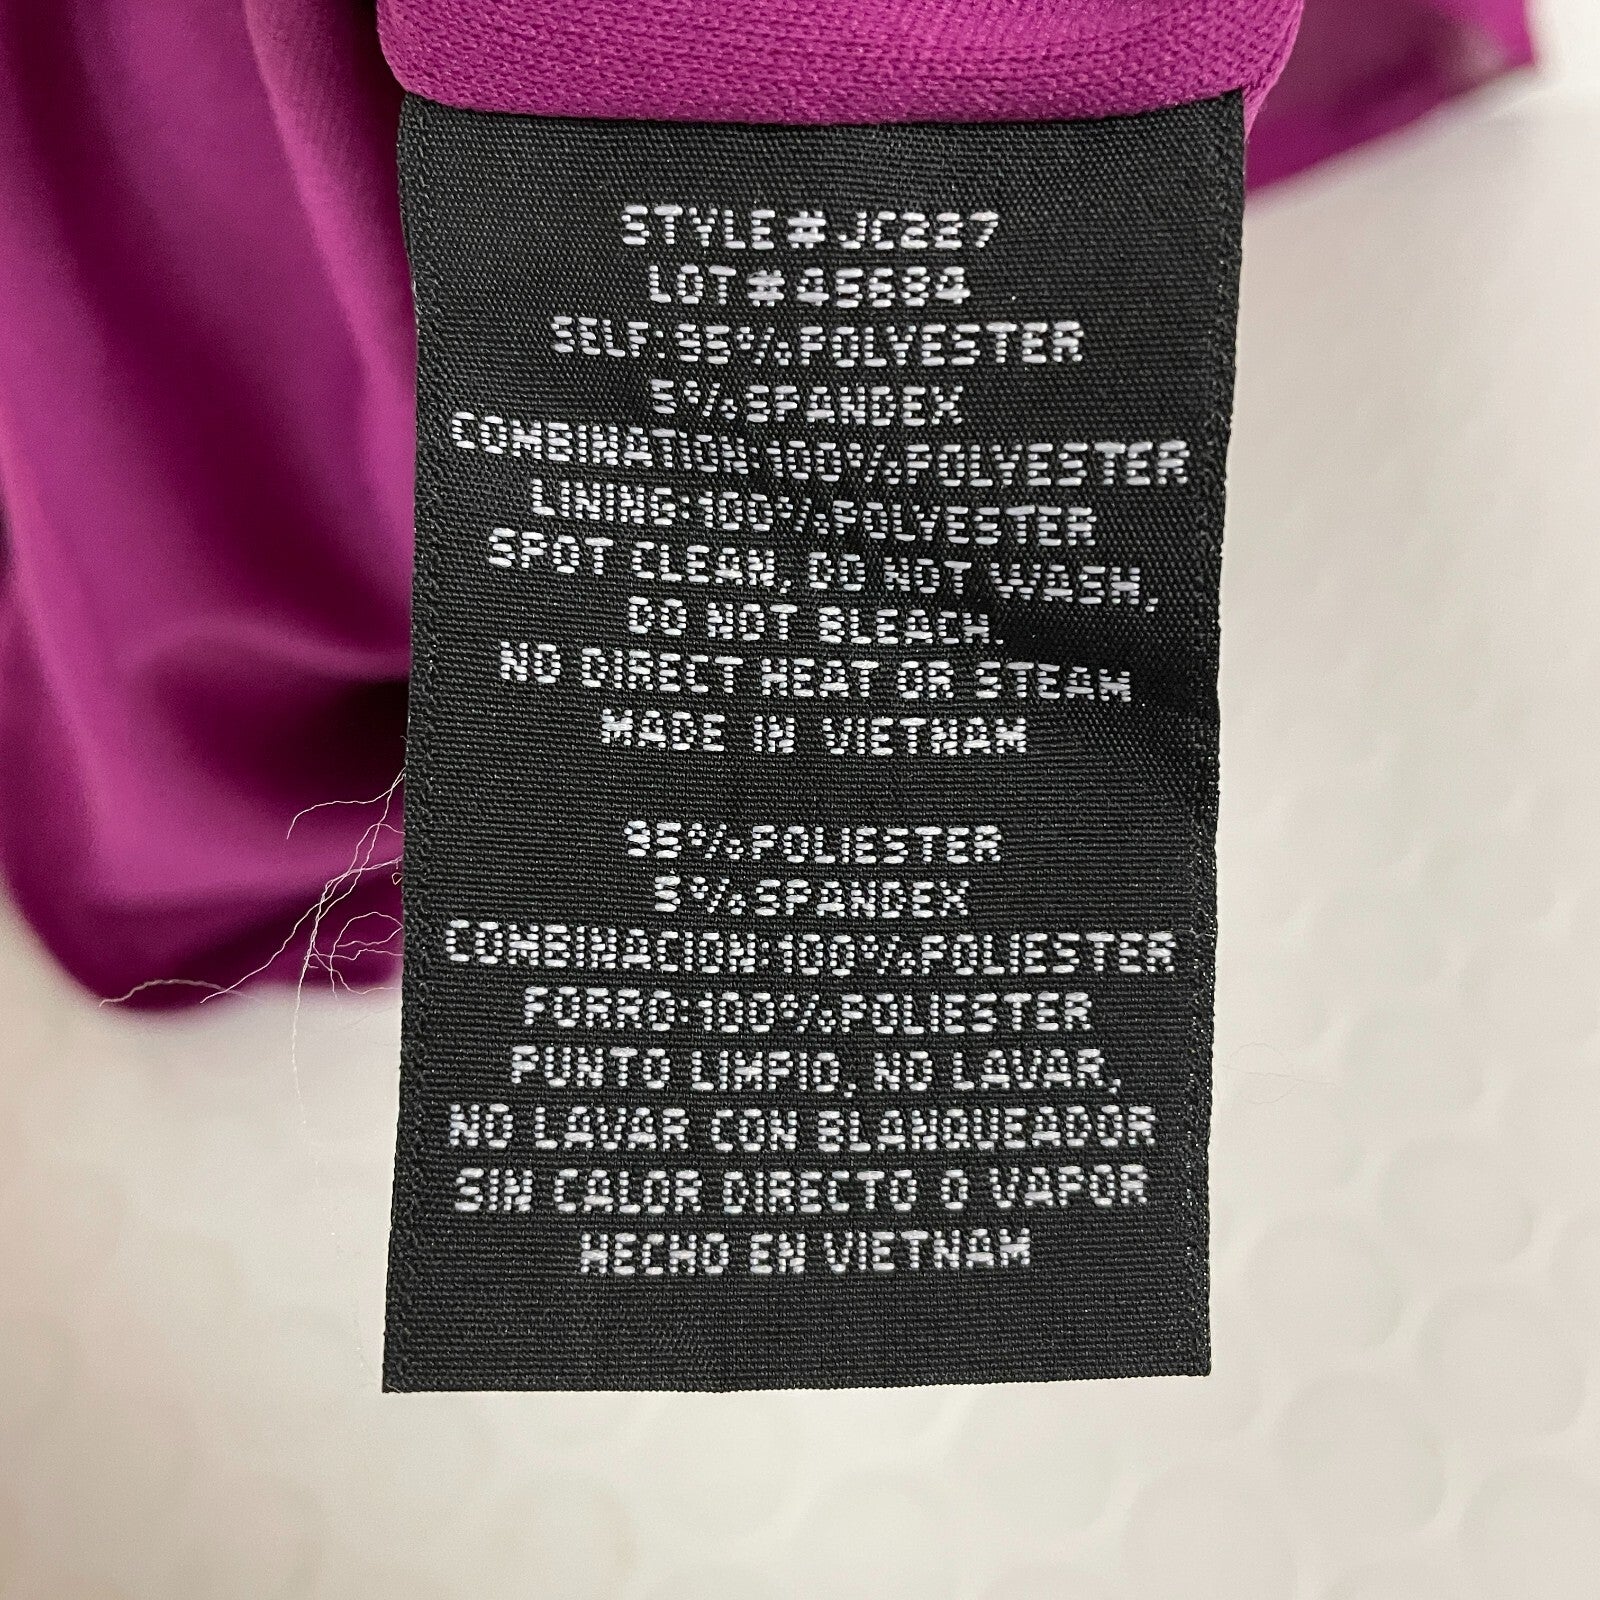 STYLE#JC227
LOT#45684
SELF:95%POLYESTER
5%SPANDEX
COMBINATION:100%POLYESTER
LINING:100%POLYESTER
SPOT CLEAN, DO NOT WASH,
DO NOT BLEACH.
NO DIRECT HEAT OR STEAM
MADE IN VIETNAM
95%POLIESTER
5%SPANDEX
COMBINACION:100%POLIESTER
FORRO:100%POLIESTER
PUNTO LIMPIO, NO LAVAR,
NO LAVAR CON BLANQUEADOR
SIN CALOR DIRECTO O VAPOR
HECHO EN VIETNAM